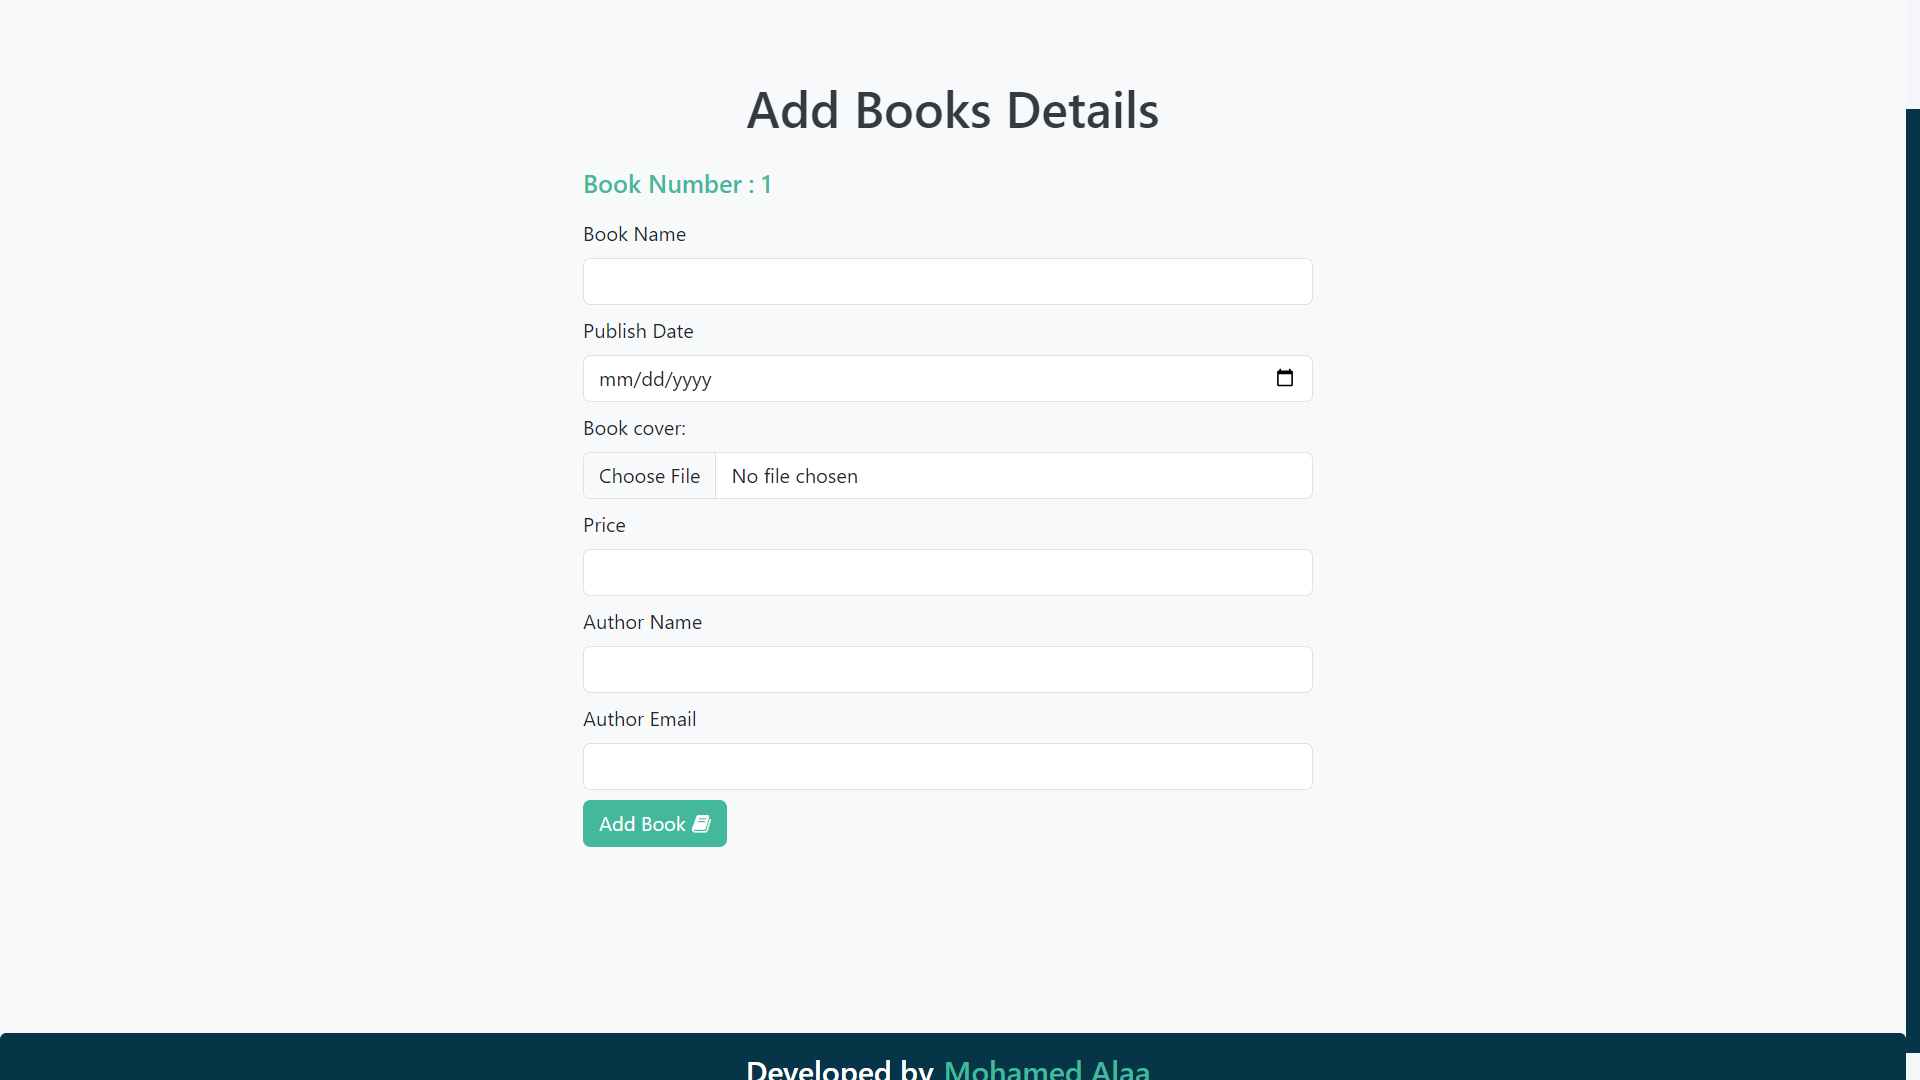 Add Books Details
Book Number : 1
Book Name
Publish Date
mm/dd/yyyy
Book cover:
Choose File No file chosen
Price
Author Name
Author Email
Add Book
Developed by Mohamed Alaa